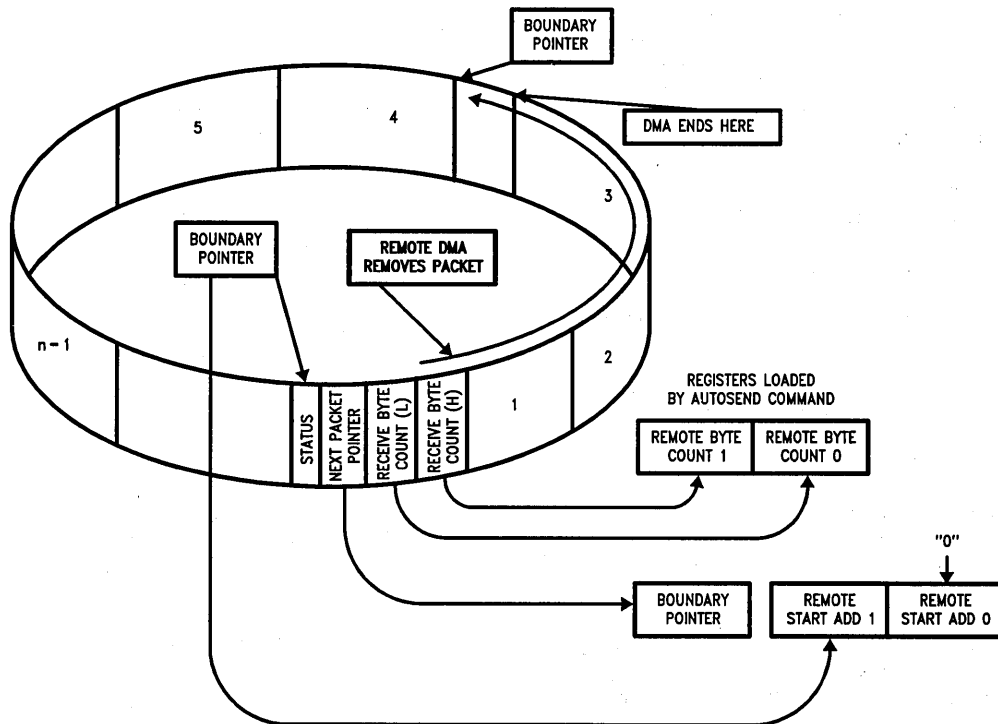 BOUNDARY
POINTER
5
4
DMA ENDS HERE
3
BOUNDARY
POINTER
REMOTE DMA
REMOVES PACKET
n-1
2
1
STATUS
NEXT PACKET
POINTER
RECEIVE BYTE
COUNT (L)
RECEIVE BYTE
COUNT (H)
REGISTERS LOADED
BY AUTOSEND COMMAND
REMOTE BYTE
COUNT 1
REMOTE BYTE
COUNT 0
"0"
BOUNDARY
POINTER
REMOTE
START ADD 1
REMOTE
START ADD 0